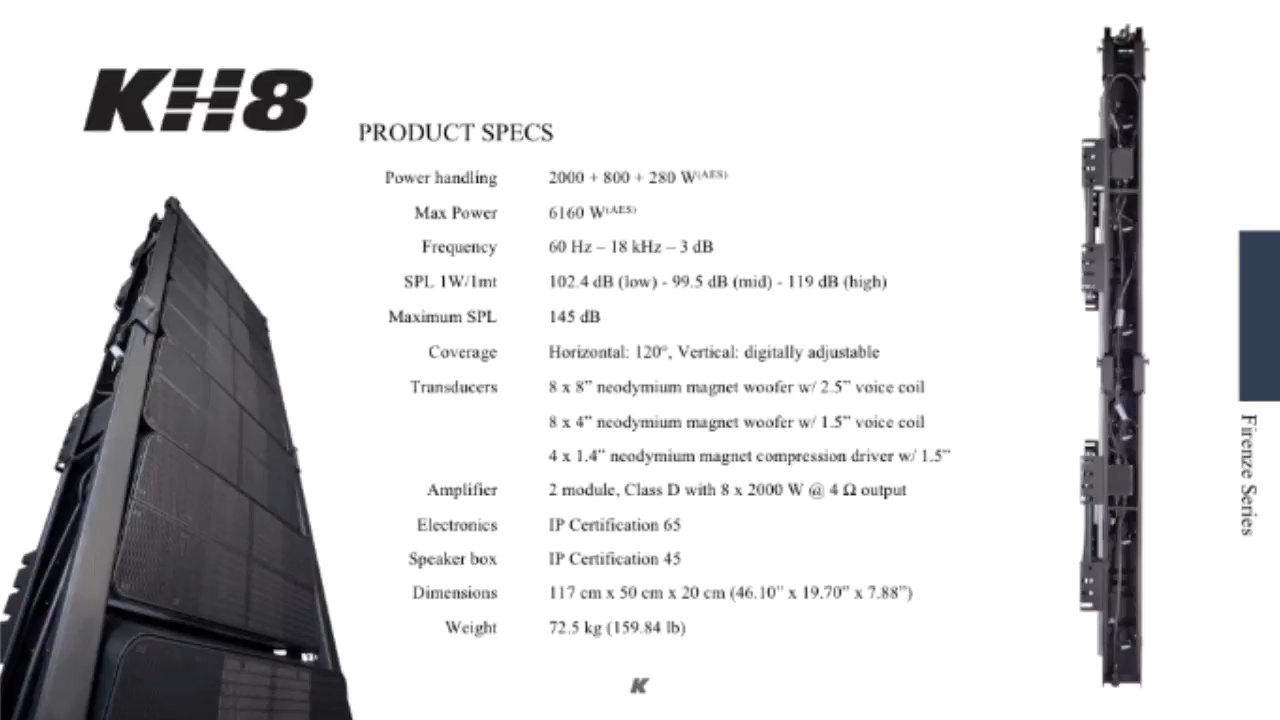 KH8
PRODUCT SPECS
Power handling 2000 + 800 + 280 W(AES)
Max Power 6160 W(AES)
Frequency 60 Hz – 18 kHz – 3 dB
SPL 1W/1mt 102.4 dB (low) - 99.5 dB (mid) - 119 dB (high)
Maximum SPL 145 dB
Coverage Horizontal: 120°, Vertical: digitally adjustable
Transducers 8 x 8” neodymium magnet woofer w/ 2.5” voice coil
8 x 4” neodymium magnet woofer w/ 1.5” voice coil
4 x 1.4” neodymium magnet compression driver w/ 1.5”
Amplifier 2 module, Class D with 8 x 2000 W @ 4 Ω output
Electronics IP Certification 65
Speaker box IP Certification 45
Dimensions 117 cm x 50 cm x 20 cm (46.10” x 19.70” x 7.88”)
Weight 72.5 kg (159.84 lb)
K
Firenze Series